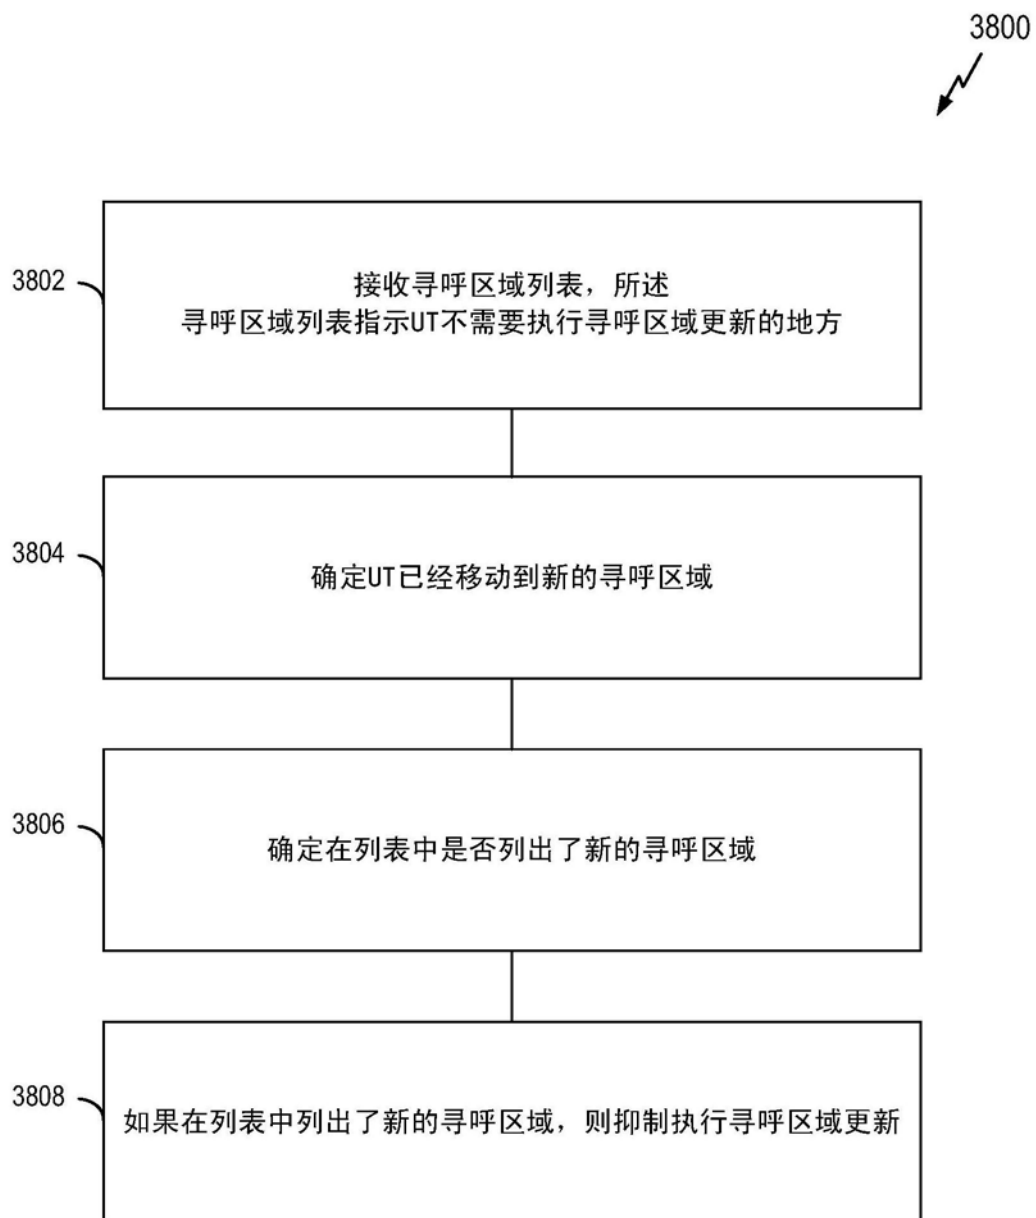 3800
3802
接收寻呼区域列表，所述
寻呼区域列表指示UT不需要执行寻呼区域更新的地方
3804
确定UT已经移动到新的寻呼区域
3806
确定在列表中是否列出了新的寻呼区域
3808
如果在列表中列出了新的寻呼区域，则抑制执行寻呼区域更新